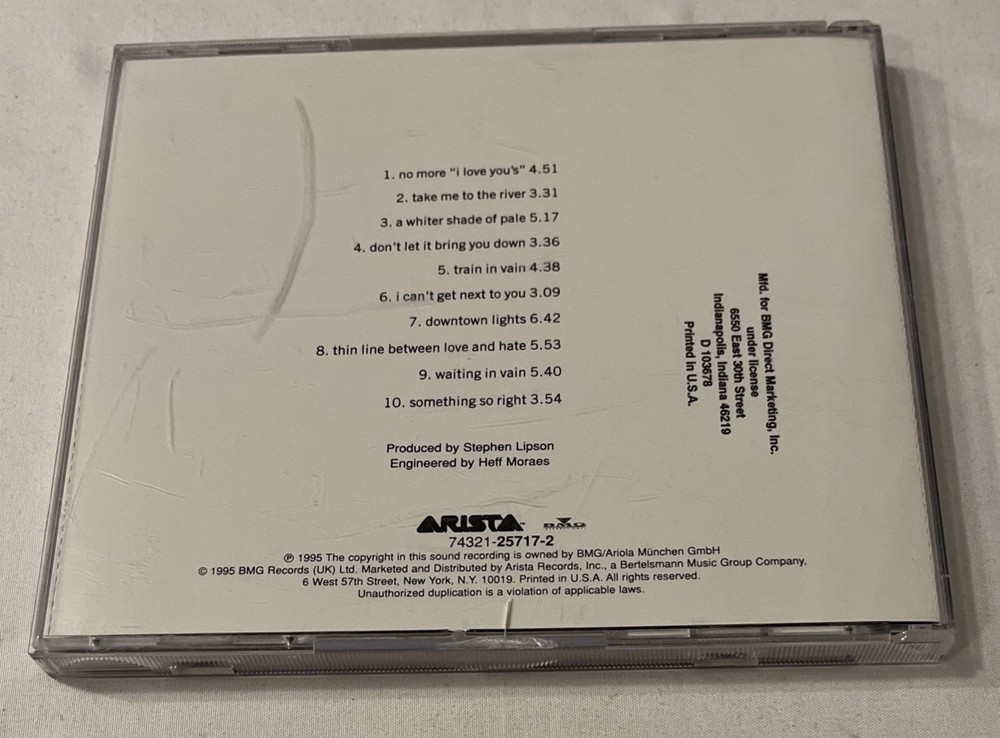 1. no more "i love you's" 4.51
2. take me to the river 3.31
3. a whiter shade of pale 5.17
4. don't let it bring you down 3.36
5. train in vain 4.38
6. i can't get next to you 3.09
7. downtown lights 6.42
8. thin line between love and hate 5.53
9. waiting in vain 5.40
10. something so right 3.54
Produced by Stephen Lipson
Engineered by Heff Moraes
ARISTA BMG
74321-25717-2
℗ 1995 The copyright in this sound recording is owned by BMG/Ariola München GmbH
© 1995 BMG Records (UK) Ltd. Marketed and Distributed by Arista Records, Inc., a Bertelsmann Music Group Company,
6 West 57th Street, New York, N.Y. 10019. Printed in U.S.A. All rights reserved.
Unauthorized duplication is a violation of applicable laws.
Mfd. for BMG Direct Marketing, Inc.
under license
6550 East 30th Street
Indianapolis, Indiana 46219
D 103678
Printed in U.S.A.